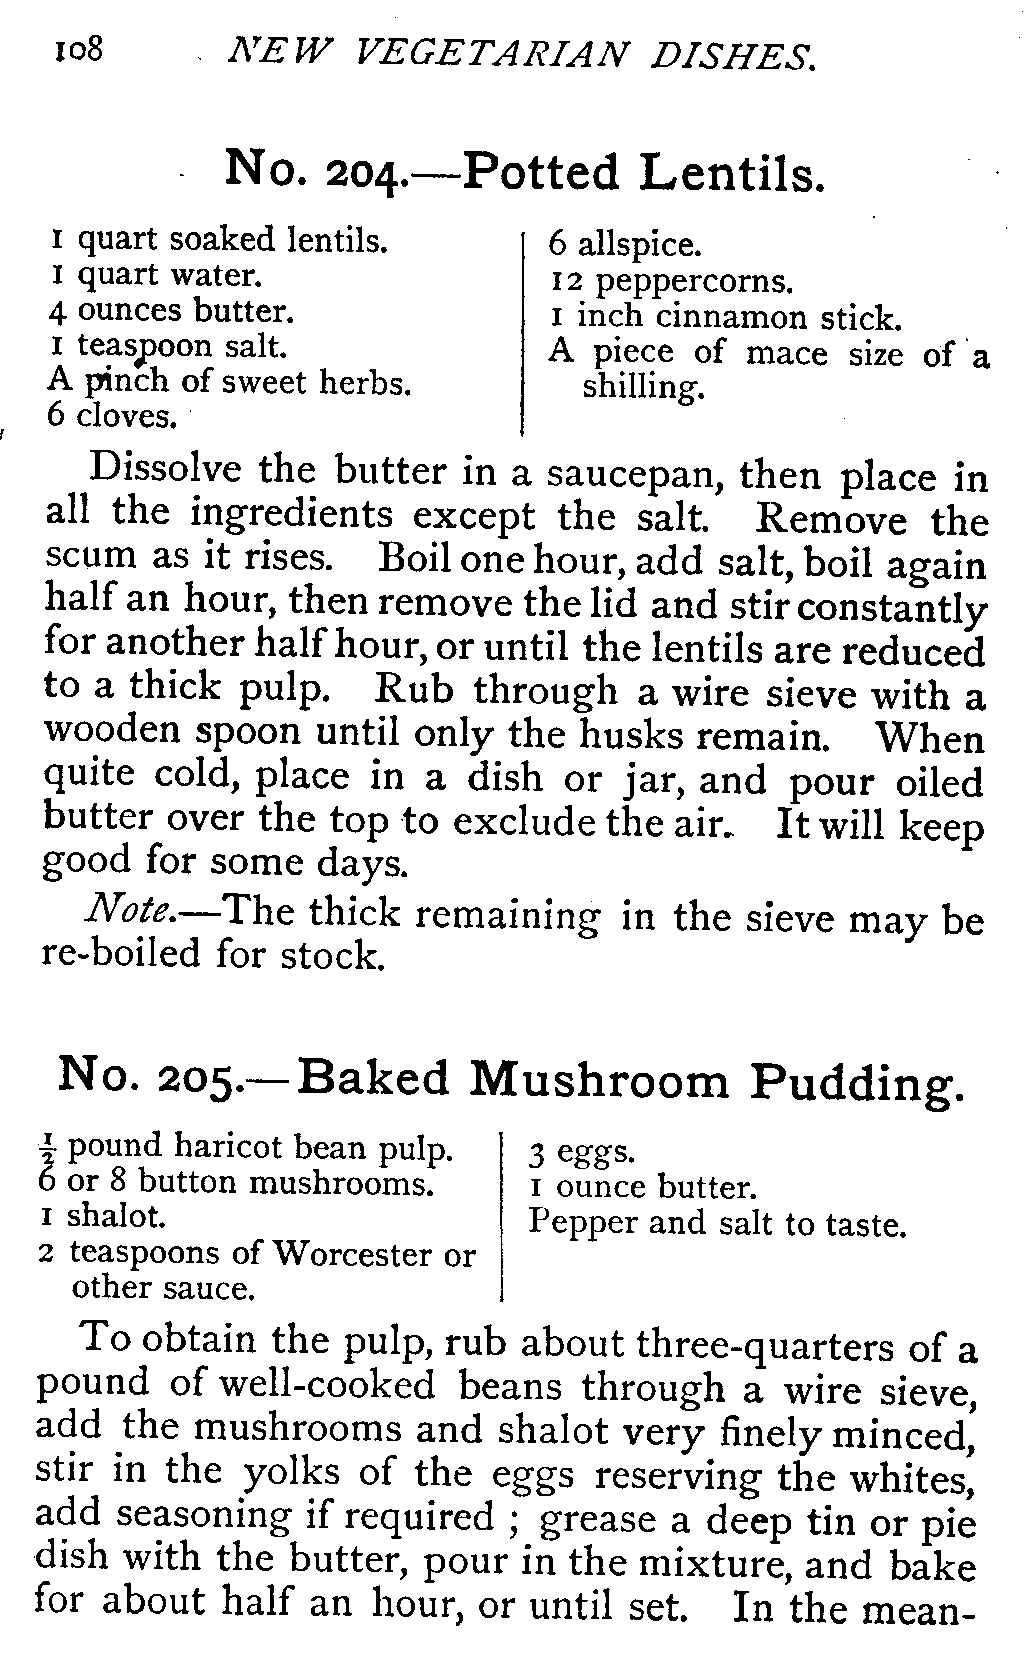 108 NEW VEGETARIAN DISHES.
No. 204.—Potted Lentils.
1 quart soaked lentils.
1 quart water.
4 ounces butter.
1 teaspoon salt.
A pinch of sweet herbs.
6 cloves.
6 allspice.
12 peppercorns.
1 inch cinnamon stick.
A piece of mace size of a
shilling.
Dissolve the butter in a saucepan, then place in
all the ingredients except the salt. Remove the
scum as it rises. Boil one hour, add salt, boil again
half an hour, then remove the lid and stir constantly
for another half hour, or until the lentils are reduced
to a thick pulp. Rub through a wire sieve with a
wooden spoon until only the husks remain. When
quite cold, place in a dish or jar, and pour oiled
butter over the top to exclude the air. It will keep
good for some days.
Note.—The thick remaining in the sieve may be
re-boiled for stock.
No. 205.—Baked Mushroom Pudding.
½ pound haricot bean pulp.
6 or 8 button mushrooms.
1 shalot.
2 teaspoons of Worcester or
other sauce.
3 eggs.
1 ounce butter.
Pepper and salt to taste.
To obtain the pulp, rub about three-quarters of a
pound of well-cooked beans through a wire sieve,
add the mushrooms and shalot very finely minced,
stir in the yolks of the eggs reserving the whites,
add seasoning if required ; grease a deep tin or pie
dish with the butter, pour in the mixture, and bake
for about half an hour, or until set. In the mean-